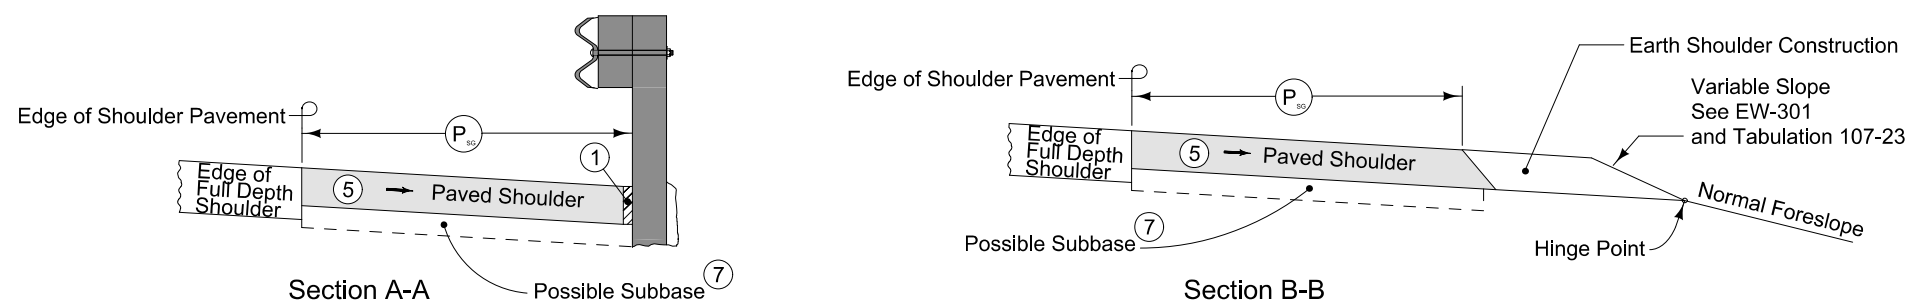 Edge of Shoulder Pavement
P
SG
1
Edge of
Full Depth
Shoulder
5
Paved Shoulder
Possible Subbase
7
Section A-A
Edge of Shoulder Pavement
P
SG
Earth Shoulder Construction
Variable Slope
See EW-301
and Tabulation 107-23
Edge of
Full Depth
Shoulder
5
Paved Shoulder
Normal Foreslope
Possible Subbase
7
Hinge Point
Section B-B